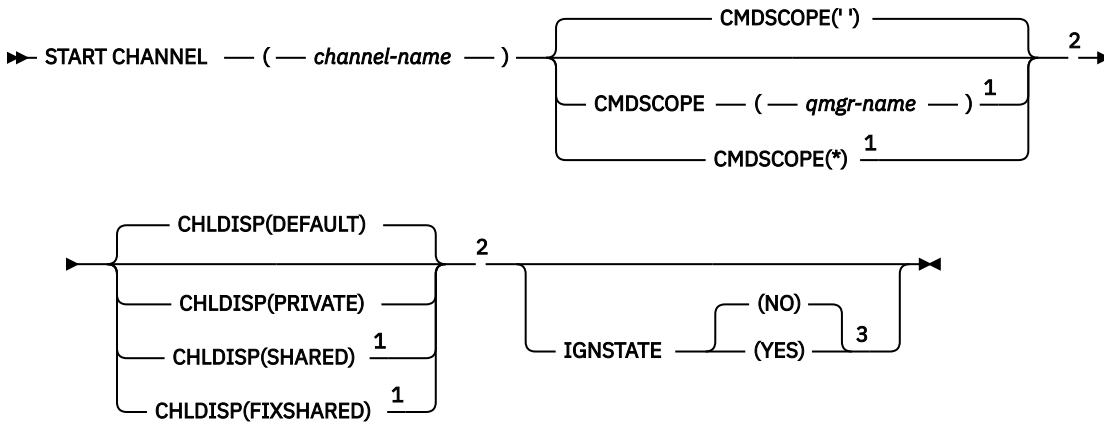 CMDSCOPE(' ')
START CHANNEL ( channel-name ) 2
CMDSCOPE ( qmgr-name ) 1
CMDSCOPE(*) 1
CHLDISP(DEFAULT) 2
CHLDISP(PRIVATE)
CHLDISP(SHARED) 1
CHLDISP(FIXSHARED) 1
(NO)
IGNSTATE (YES) 3